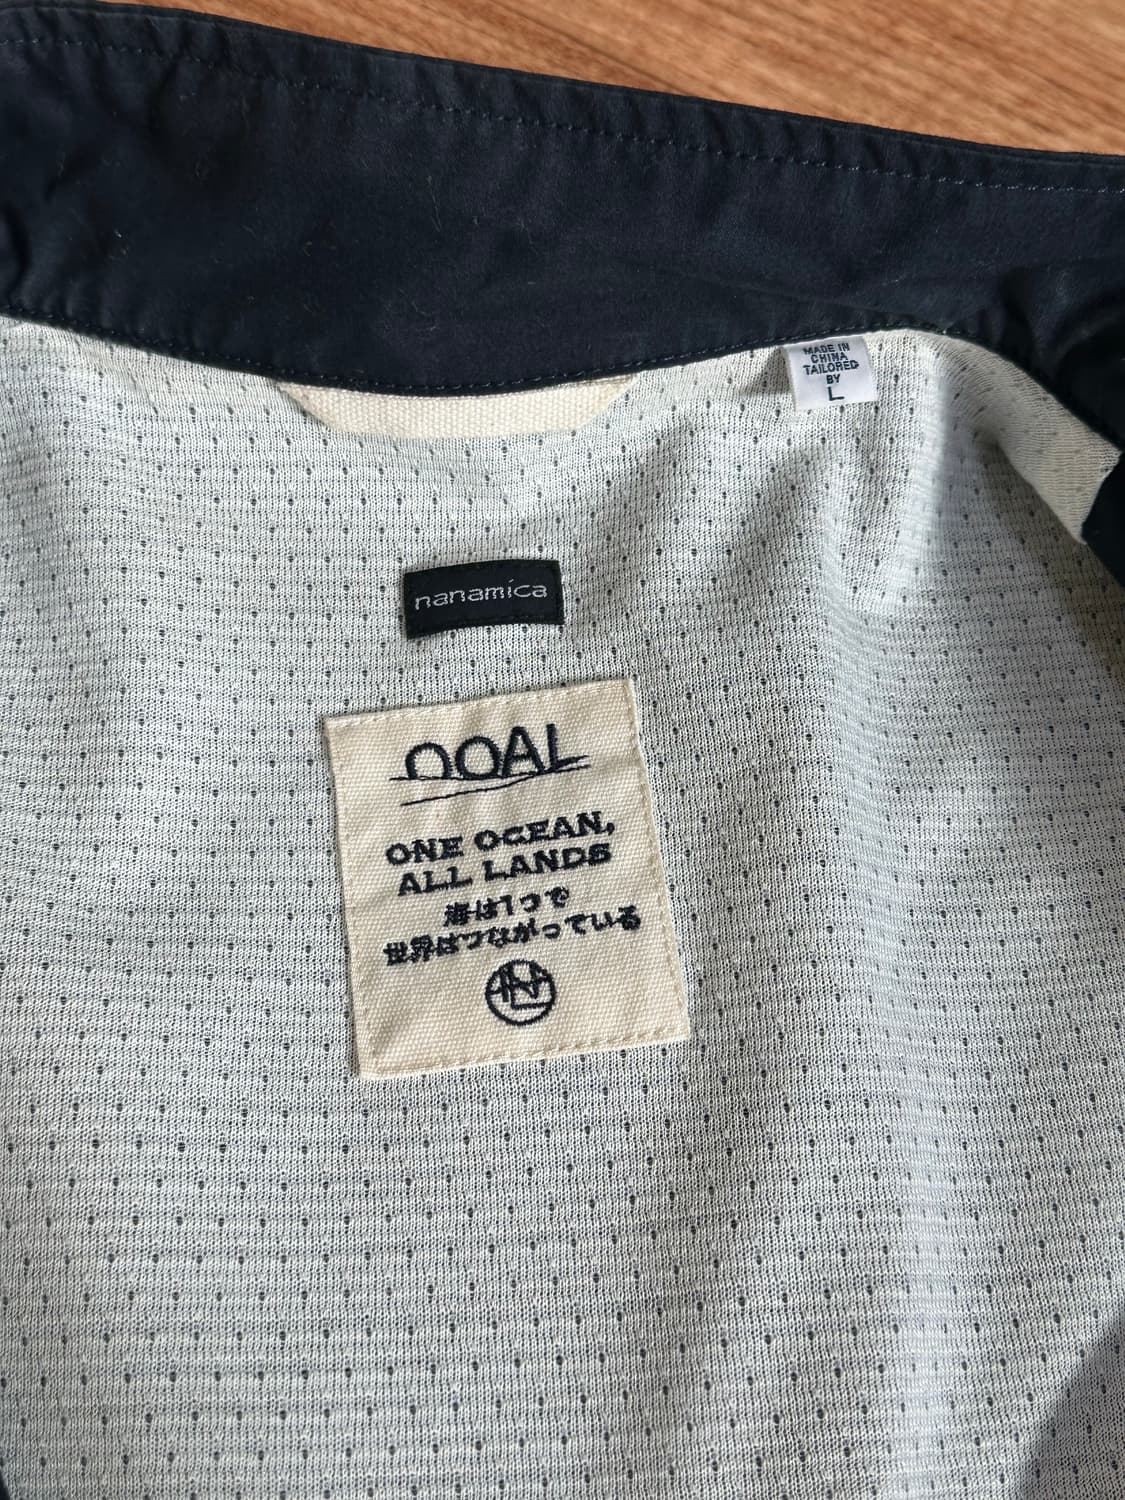 MADE IN
CHINA
TAILORED
BY
L
nanamica
OOAL
ONE OCEAN,
ALL LANDS
海は1つで
世界はつながっている